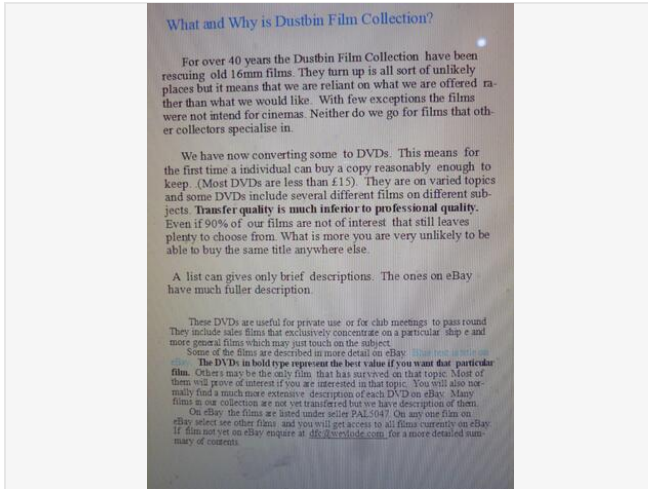 What and Why is Dustbin Film Collection?
For over 40 years the Dustbin Film Collection have been
rescuing old 16mm films. They turn up is all sort of unlikely
places but it means that we are reliant on what we are offered ra-
ther than what we would like. With few exceptions the films
were not intend for cinemas. Neither do we go for films that oth-
er collectors specialise in.
We have now converting some to DVDs. This means for
the first time a individual can buy a copy reasonably enough to
keep. .(Most DVDs are less than £15). They are on varied topics
and some DVDs include several different films on different sub-
jects. Transfer quality is much inferior to professional quality.
Even if 90% of our films are not of interest that still leaves
plenty to choose from. What is more you are very unlikely to be
able to buy the same title anywhere else.
A list can gives only brief descriptions. The ones on eBay
have much fuller description.
These DVDs are useful for private use or for club meetings to pass round
They include sales films that exclusively concentrate on a particular ship e and
more general films which may just touch on the subject.
Some of the films are described in more detail on eBay. Blue text
eBay. The DVDs in bold type represent the best value if you want that particular
film. Others may be the only film that has survived on that topic. Most of
them will prove of interest if you are interested in that topic. You will also nor-
mally find a much more extensive description of each DVD on eBay. Many
films in our collection are not yet transferred but we have description of them.
On eBay the films are listed under seller PAL5047. On any one film on
eBay select see other films and you will get access to all films currently on eBay.
If film not yet on eBay enquire at dfc@weylode.com for a more detailed sum-
mary of contents.